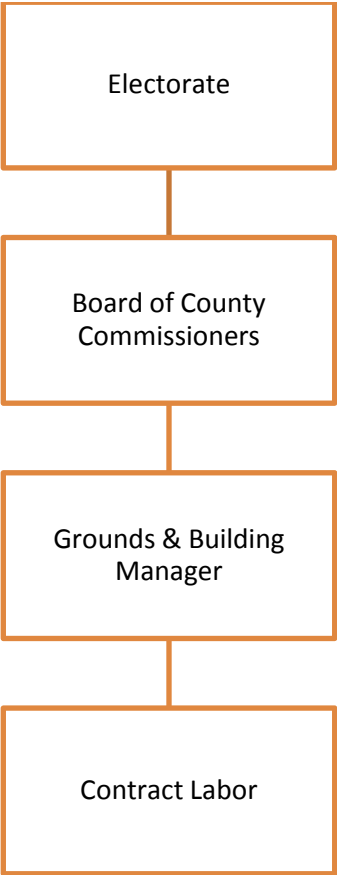 Electorate
Board of County
Commissioners
Grounds & Building
Manager
Contract Labor